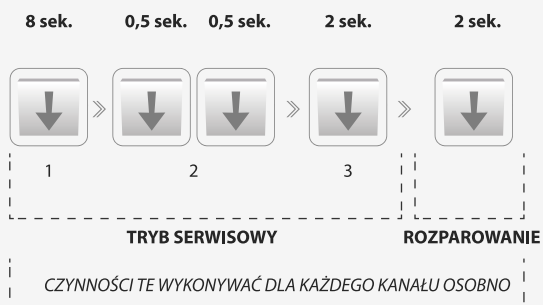 8 sek. 0,5 sek. 0,5 sek. 2 sek. 2 sek.
1 2 3
TRYB SERWISOWY ROZPAROWANIE
CZYNNOŚCI TE WYKONYWAĆ DLA KAŻDEGO KANAŁU OSOBNO